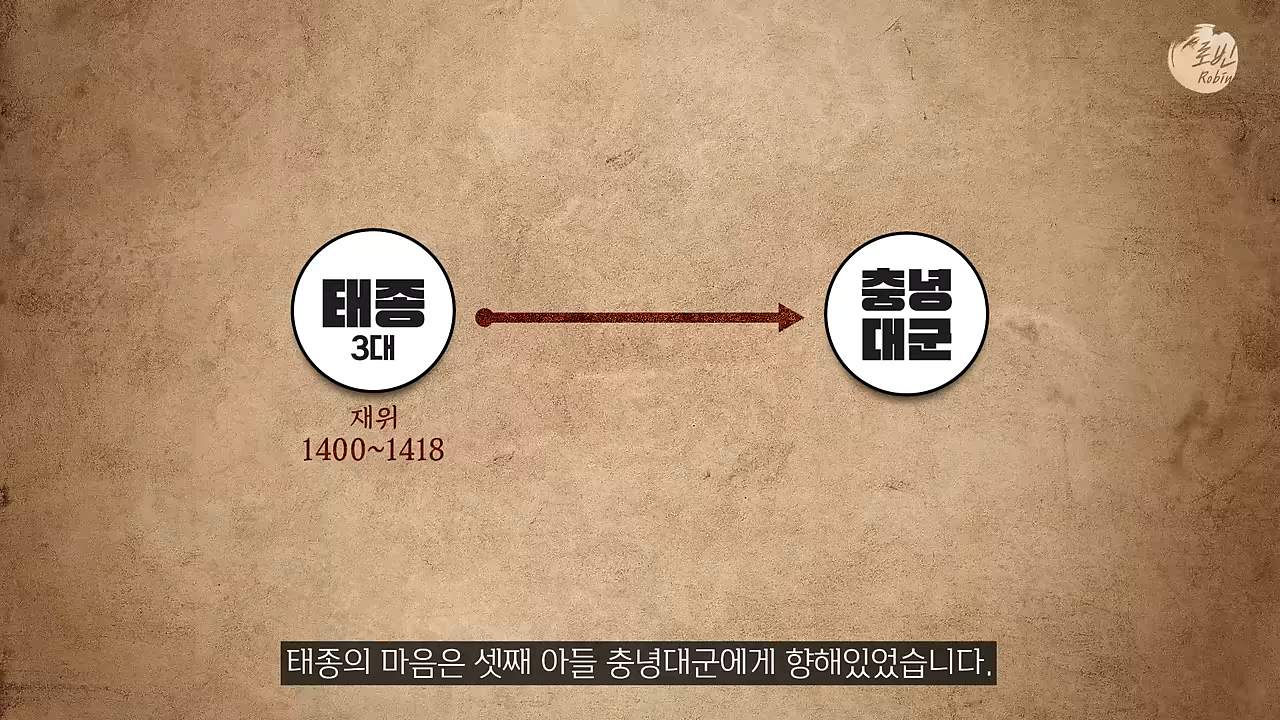 로빈
Robin
태종
3대
재위
1400~1418
충녕
대군
태종의 마음은 셋째 아들 충녕대군에게 향해있었습니다.